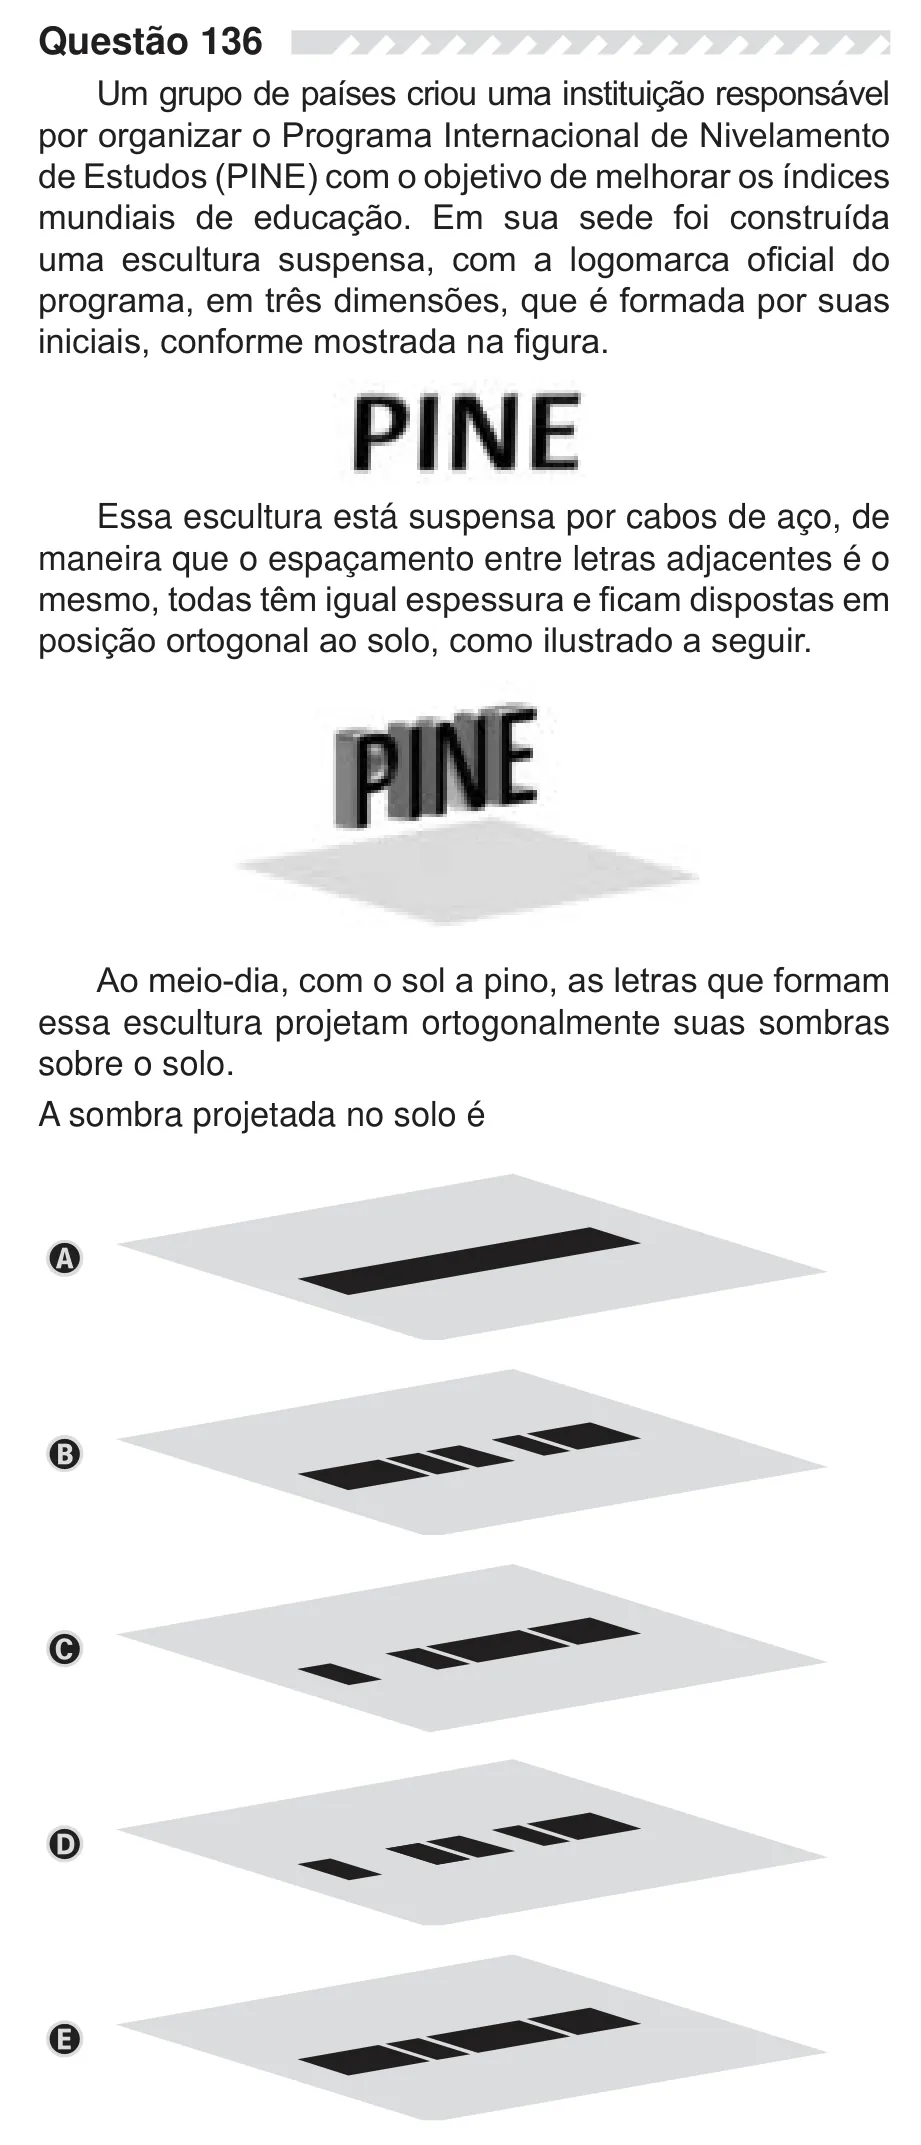 Questão 136
Um grupo de países criou uma instituição responsável
por organizar o Programa Internacional de Nivelamento
de Estudos (PINE) com o objetivo de melhorar os índices
mundiais de educação. Em sua sede foi construída
uma escultura suspensa, com a logomarca oficial do
programa, em três dimensões, que é formada por suas
iniciais, conforme mostrada na figura.
PINE
Essa escultura está suspensa por cabos de aço, de
maneira que o espaçamento entre letras adjacentes é o
mesmo, todas têm igual espessura e ficam dispostas em
posição ortogonal ao solo, como ilustrado a seguir.
PINE
Ao meio-dia, com o sol a pino, as letras que formam
essa escultura projetam ortogonalmente suas sombras
sobre o solo.
A sombra projetada no solo é
A
B
C
D
E